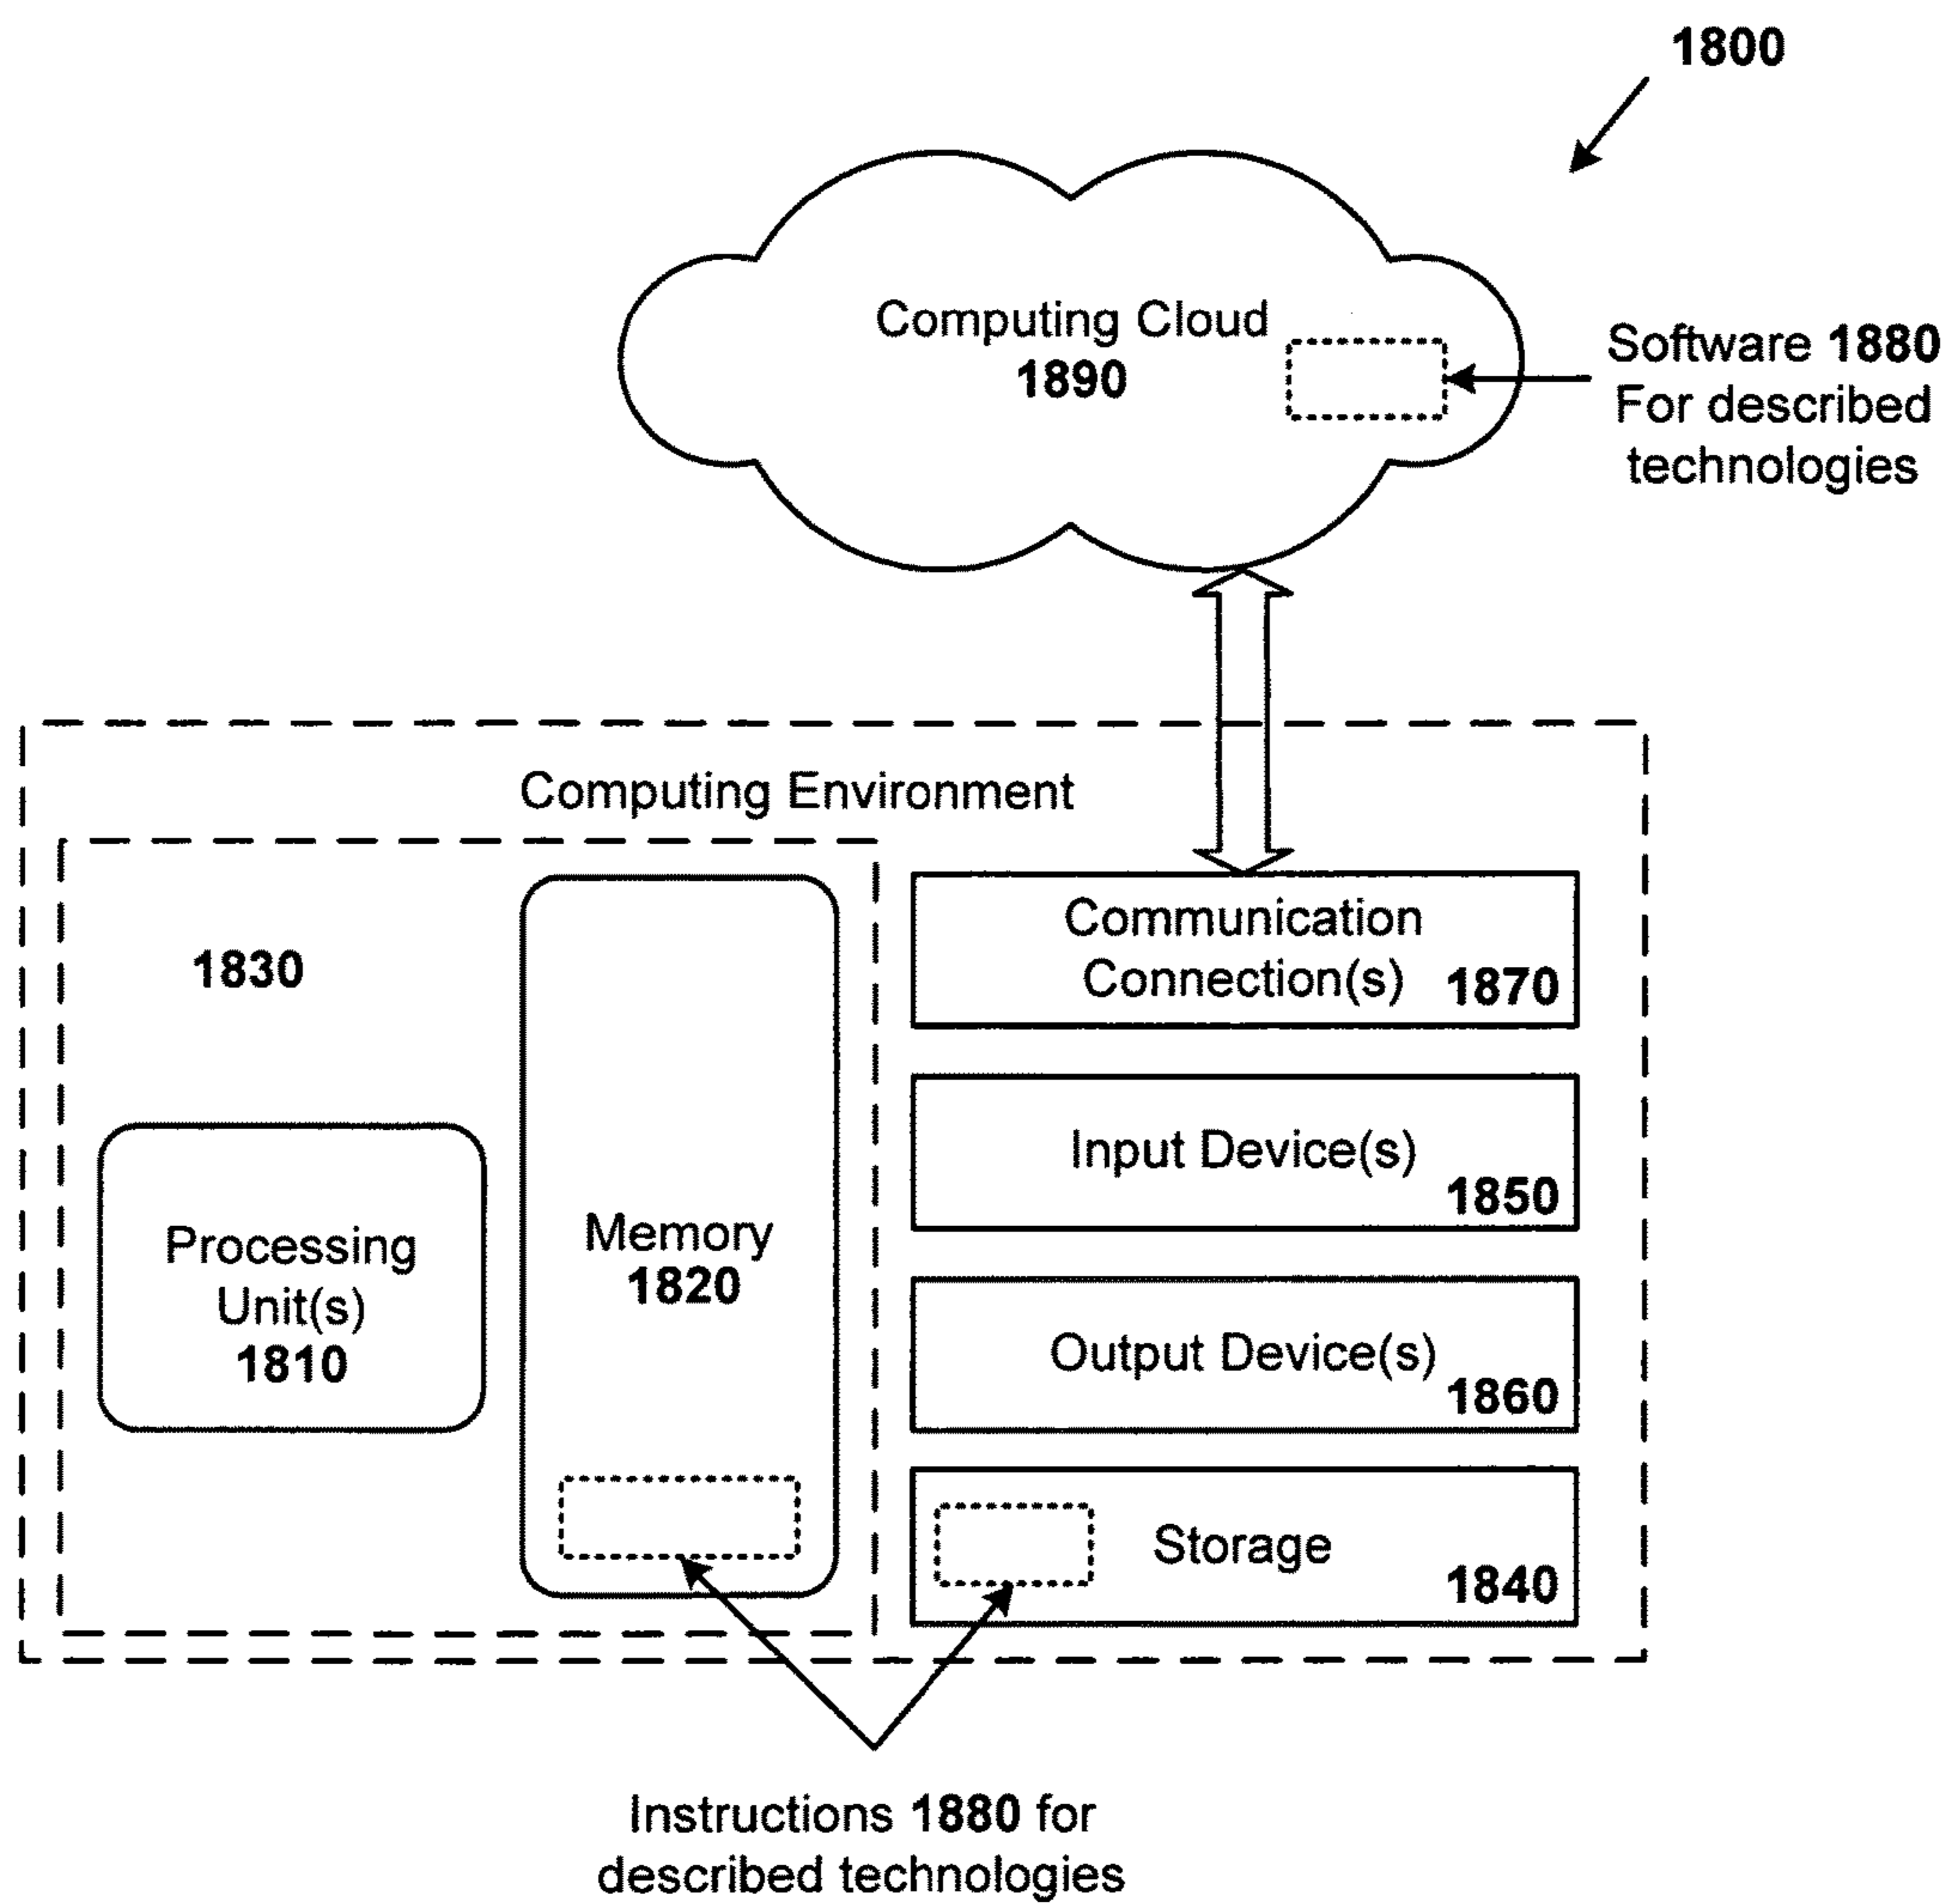 1800
Computing Cloud
1890
Software 1880
For described
technologies
Computing Environment
1830
Processing
Unit(s)
1810
Memory
1820
Communication
Connection(s) 1870
Input Device(s)
1850
Output Device(s)
1860
Storage
1840
Instructions 1880 for
described technologies